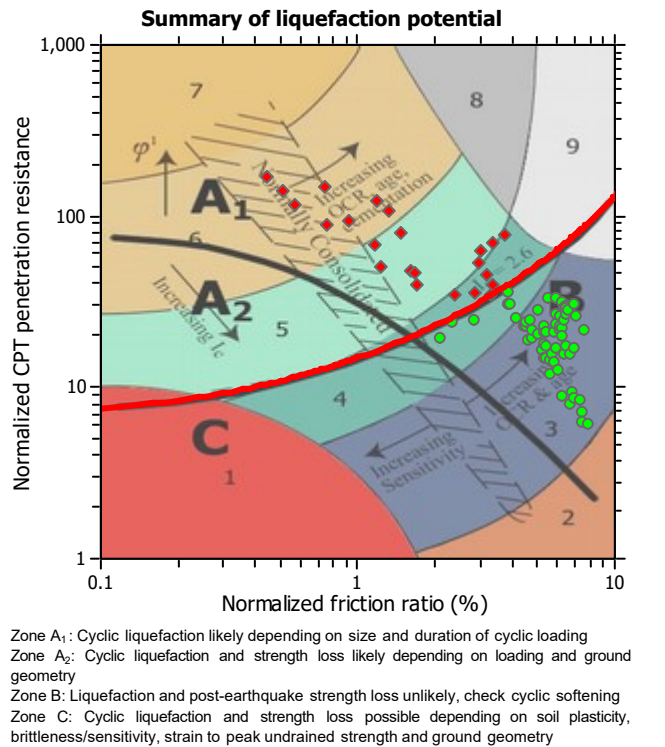 Summary of liquefaction potential
1,000
7
8
9
φ'
Increasing
OCR, age,
cementation
Normally Consolidated
A1
100
6
A2
= 2.6
B
Increasing Ic
5
10
4
Increasing
OCR & age
3
C
Increasing
Sensitivity
1
2
1
0.1
1
10
Normalized CPT penetration resistance
Normalized friction ratio (%)
Zone A1: Cyclic liquefaction likely depending on size and duration of cyclic loading
Zone A2: Cyclic liquefaction and strength loss likely depending on loading and ground
geometry
Zone B: Liquefaction and post-earthquake strength loss unlikely, check cyclic softening
Zone C: Cyclic liquefaction and strength loss possible depending on soil plasticity,
brittleness/sensitivity, strain to peak undrained strength and ground geometry